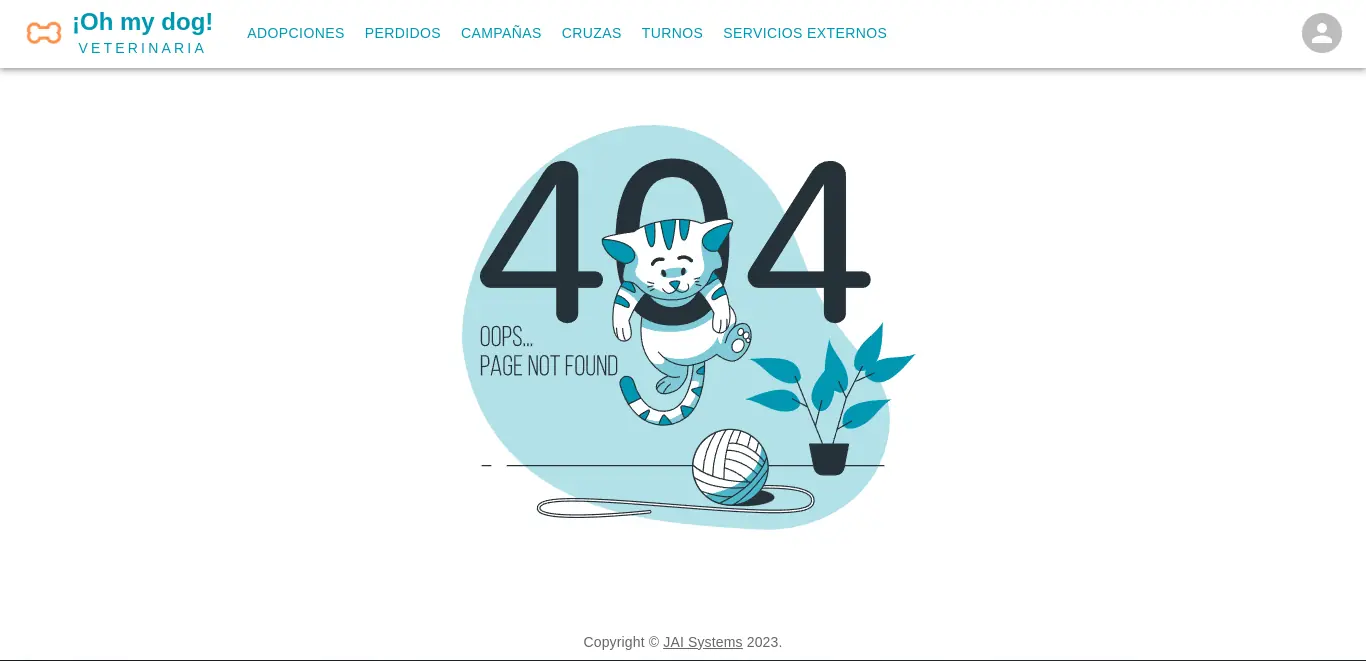 ¡Oh my dog!
VETERINARIA
ADOPCIONES PERDIDOS CAMPAÑAS CRUZAS TURNOS SERVICIOS EXTERNOS
404
OOPS...
PAGE NOT FOUND
Copyright © JAI Systems 2023.